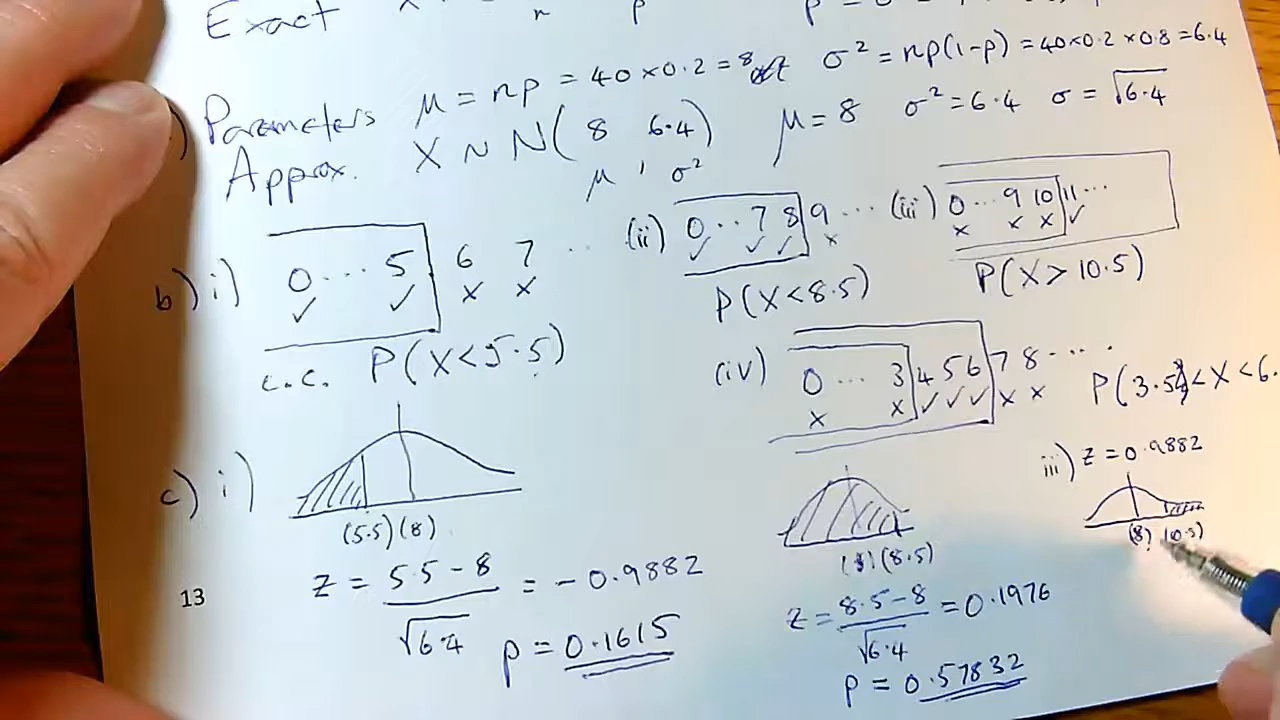 Exact
n p
Parameters μ = np = 40×0.2 = 8 σ² = np(1-p) = 40×0.2×0.8 = 6.4
Approx. X ~ N(8 6.4) μ = 8 σ² = 6.4 σ = √6.4
μ , σ²
b) i) 0 ... 5 6 7 ..
✓ ✓ x x
c.c. P(X<5.5)
(ii) 0 .. 7 8 9 ...
✓ ✓ ✓ x
P(X<8.5)
(iii) 0 ... 9 10 11 ...
x x x ✓
P(X > 10.5)
(iv) 0 ... 3 4 5 6 7 8 ....
x x ✓ ✓ ✓ x x
P(3.5 < X < 6.
c) i)
(5.5) (8)
z = 5.5 - 8 / √6.4 = -0.9882
p = 0.1615
(8) (8.5)
z = 8.5 - 8 / √6.4 = 0.1976
p = 0.57832
iii) z = 0.9882
(8) (10.5)
13